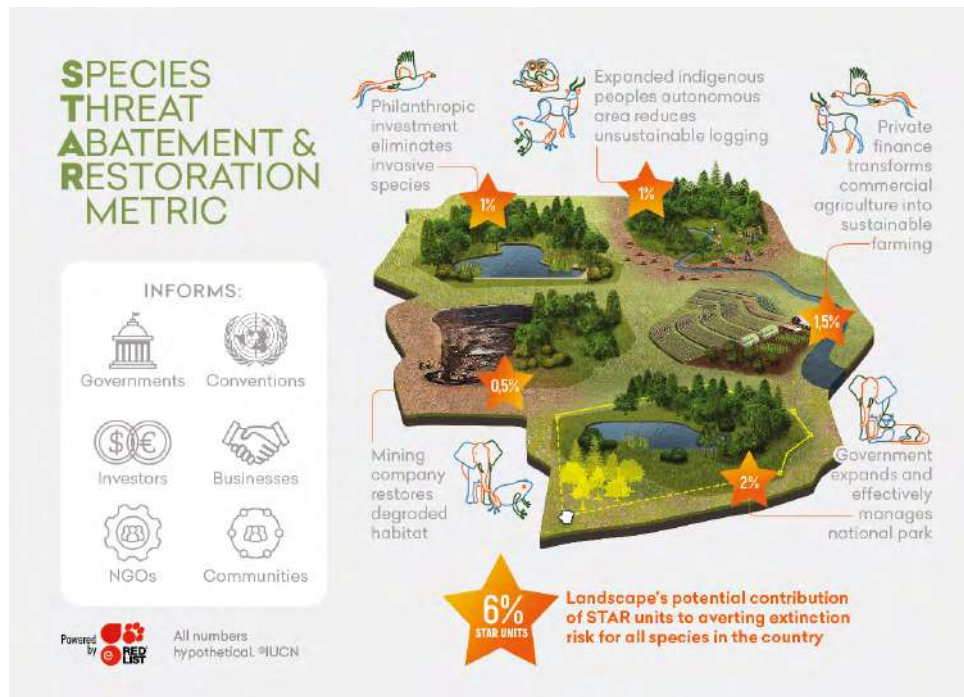 SPECIES
THREAT
ABATEMENT &
RESTORATION
METRIC
INFORMS:
Governments
Conventions
$ €
Investors
Businesses
NGOs
Communities
Powered
by
RED
LIST
All numbers
hypothetical. ©IUCN
Philanthropic
investment
eliminates
invasive
species
1%
Expanded indigenous
peoples autonomous
area reduces
unsustainable logging
1%
Private
finance
transforms
commercial
agriculture into
sustainable
farming
1,5%
0,5%
Mining
company
restores
degraded
habitat
2%
Government
expands and
effectively
manages
national park
6%
STAR UNITS
Landscape's potential contribution
of STAR units to averting extinction
risk for all species in the country